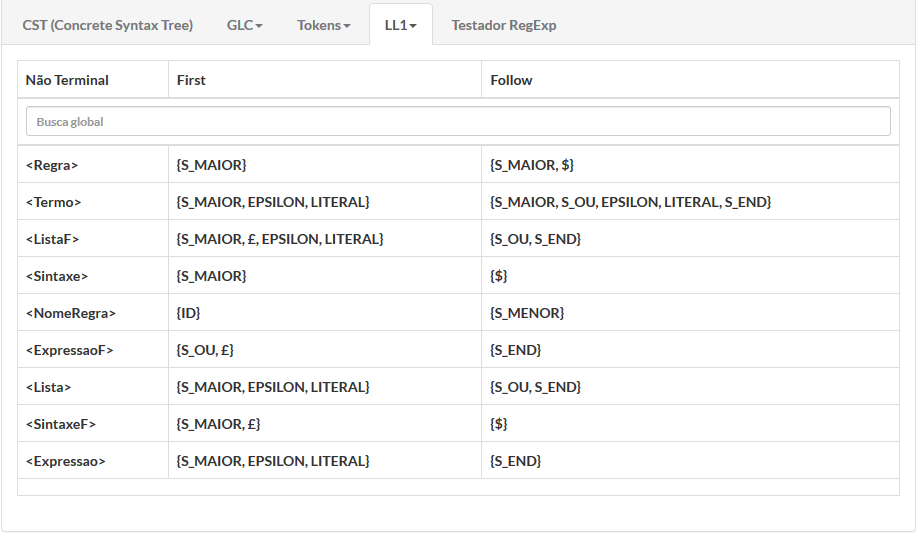 CST (Concrete Syntax Tree) GLC Tokens LL1 Testador RegExp
Não Terminal First Follow
Busca global
<Regra> {S_MAIOR} {S_MAIOR, $}
<Termo> {S_MAIOR, EPSILON, LITERAL} {S_MAIOR, S_OU, EPSILON, LITERAL, S_END}
<ListaF> {S_MAIOR, £, EPSILON, LITERAL} {S_OU, S_END}
<Sintaxe> {S_MAIOR} {$}
<NomeRegra> {ID} {S_MENOR}
<ExpressaoF> {S_OU, £} {S_END}
<Lista> {S_MAIOR, EPSILON, LITERAL} {S_OU, S_END}
<SintaxeF> {S_MAIOR, £} {$}
<Expressao> {S_MAIOR, EPSILON, LITERAL} {S_END}